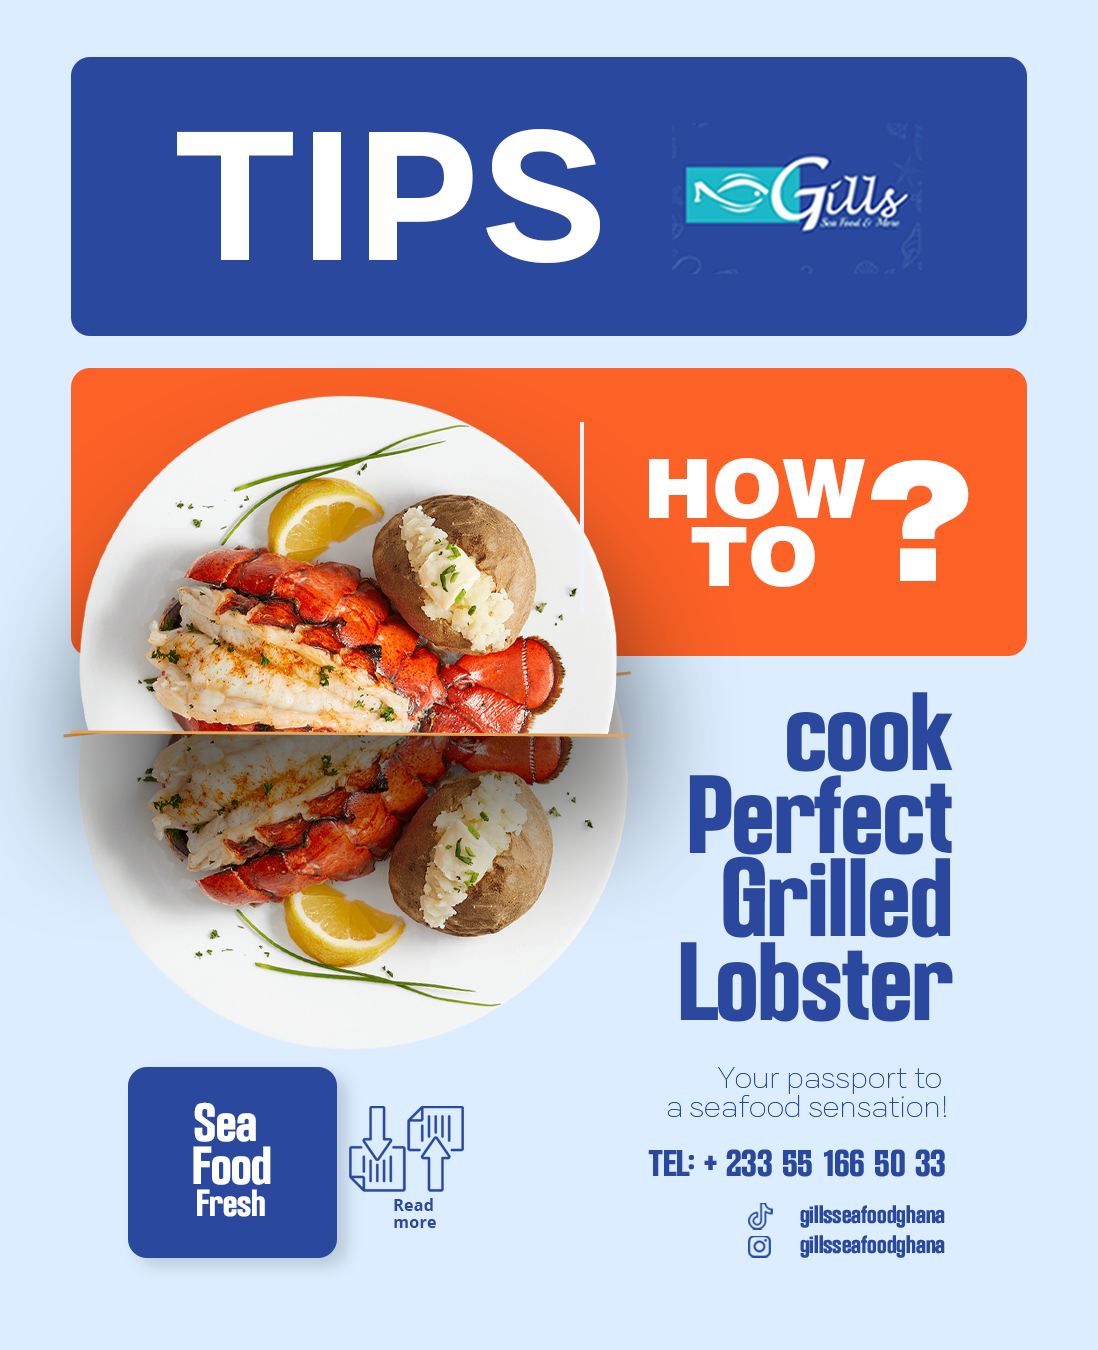 TIPS
Gills
Sea Food & More
HOW
TO ?
cook
Perfect
Grilled
Lobster
Your passport to
a seafood sensation!
TEL: + 233 55 166 50 33
gillsseafoodghana
gillsseafoodghana
Sea
Food
Fresh
Read
more